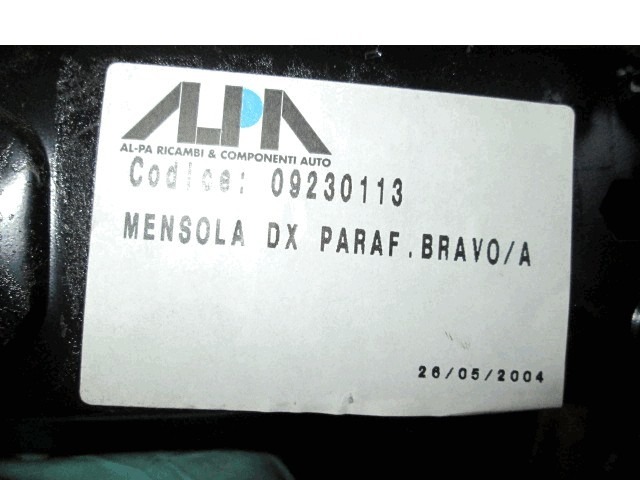 ALPA
AL-PA RICAMBI & COMPONENTI AUTO
Codice: 09230113
MENSOLA DX PARAF.BRAVO/A
26/05/2004